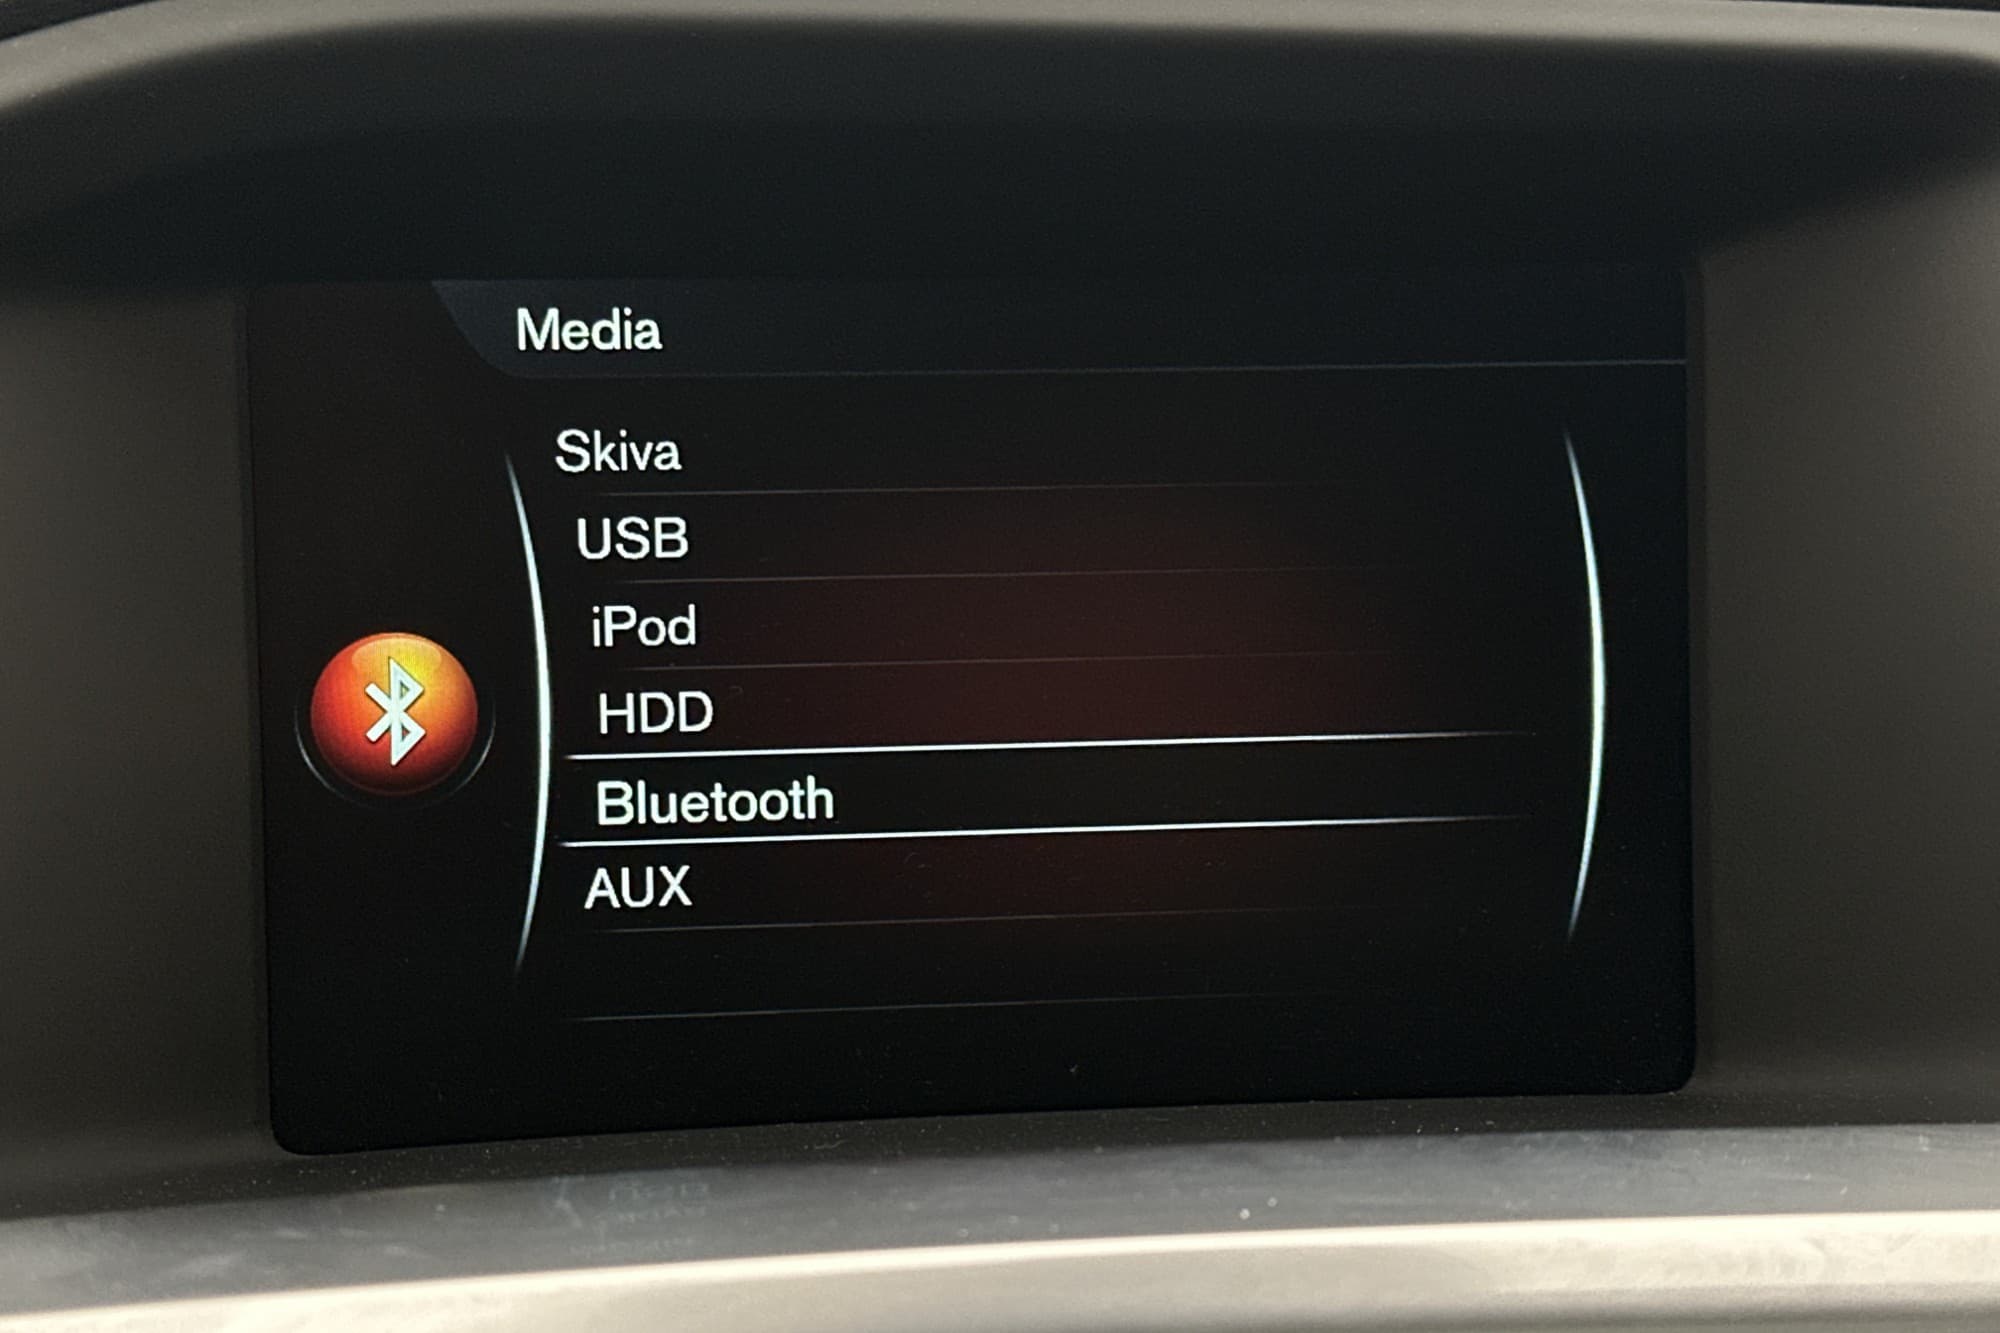 Media
Skiva
USB
iPod
HDD
Bluetooth
AUX